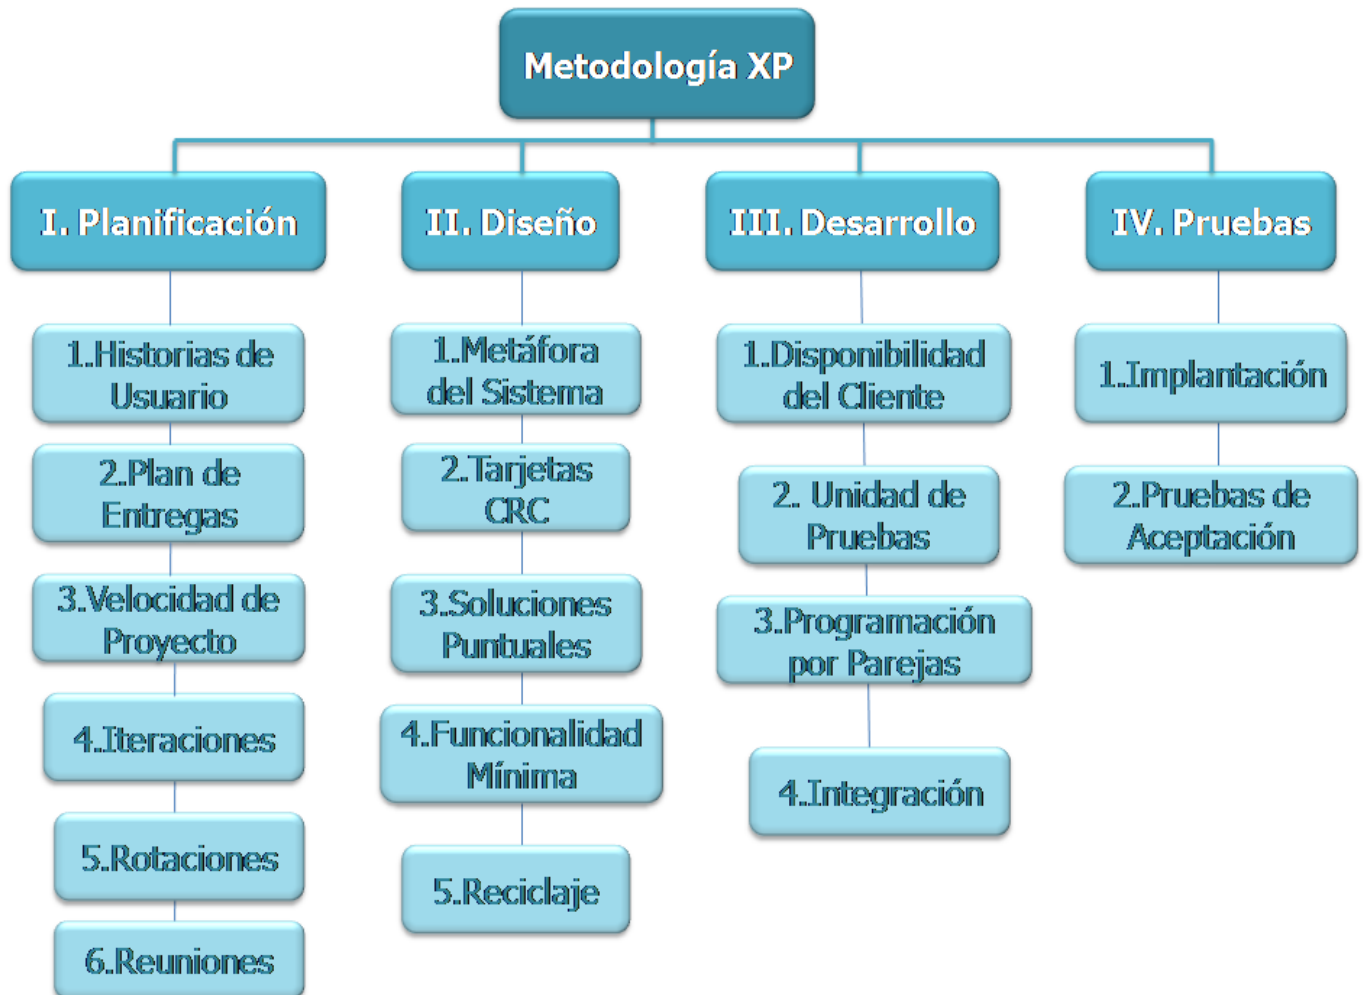 Metodología XP
I. Planificación
II. Diseño
III. Desarrollo
IV. Pruebas
1.Historias de
Usuario
2.Plan de
Entregas
3.Velocidad de
Proyecto
4.Iteraciones
5.Rotaciones
6.Reuniones
1.Metáfora
del Sistema
2.Tarjetas
CRC
3.Soluciones
Puntuales
4.Funcionalidad
Mínima
5.Reciclaje
1.Disponibilidad
del Cliente
2. Unidad de
Pruebas
3.Programación
por Parejas
4.Integración
1.Implantación
2.Pruebas de
Aceptación